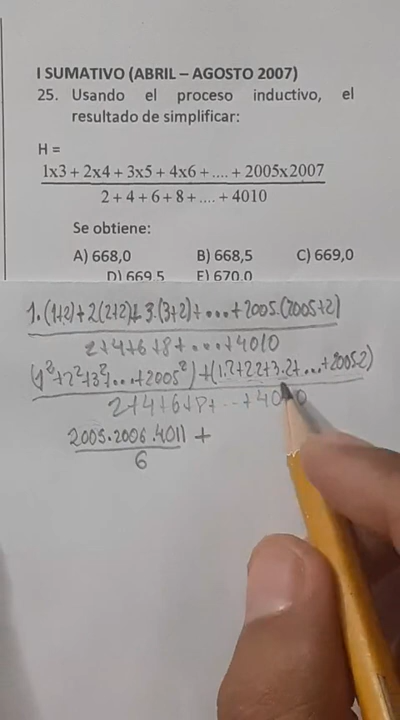 I SUMATIVO (ABRIL – AGOSTO 2007)
25. Usando el proceso inductivo, el
resultado de simplificar:
H =
1x3 + 2x4 + 3x5 + 4x6 + .... + 2005x2007
2 + 4 + 6 + 8 + .... + 4010
Se obtiene:
A) 668,0 B) 668,5 C) 669,0
D) 669,5 E) 670,0
1.(1+2)+2(2+2)+3.(3+2)+...+2005.(2005+2)
2+4+6+8+...+4010
(1²+2²+3²+...+2005²)+(1.2+2.2+3.2+...+2005.2)
2+4+6+8+...+4010
2005.2006.4011 +
6